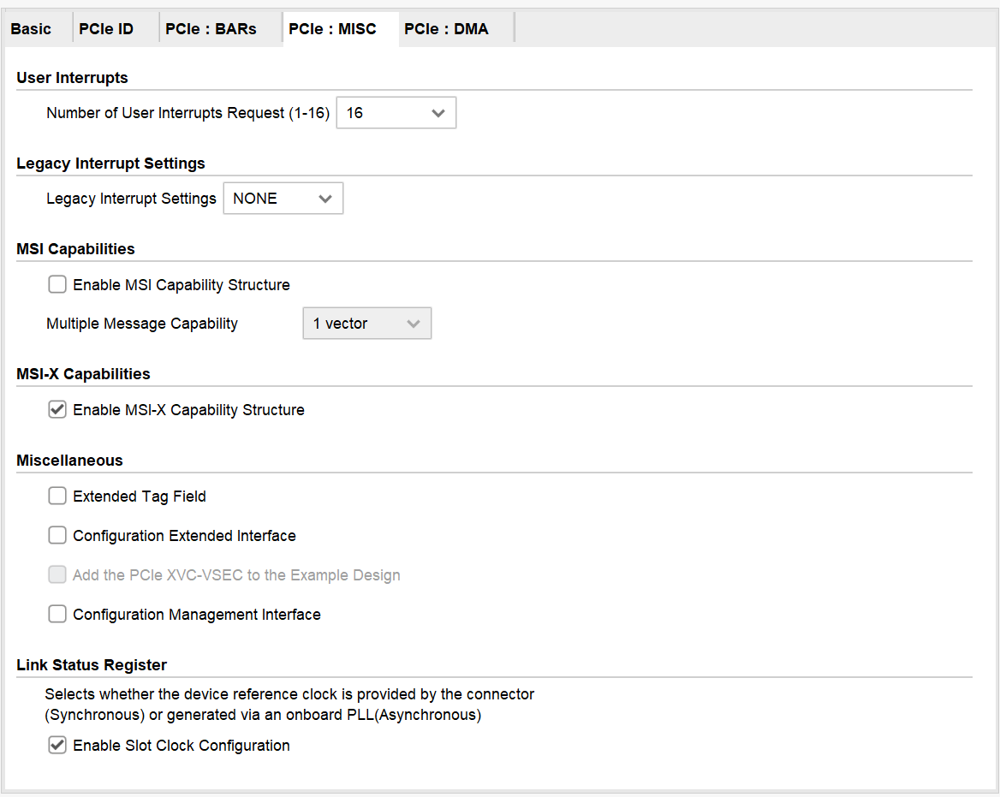 Basic PCIe ID PCIe : BARs PCIe : MISC PCIe : DMA
User Interrupts
Number of User Interrupts Request (1-16) 16
Legacy Interrupt Settings
Legacy Interrupt Settings NONE
MSI Capabilities
Enable MSI Capability Structure
Multiple Message Capability 1 vector
MSI-X Capabilities
Enable MSI-X Capability Structure
Miscellaneous
Extended Tag Field
Configuration Extended Interface
Add the PCIe XVC-VSEC to the Example Design
Configuration Management Interface
Link Status Register
Selects whether the device reference clock is provided by the connector
(Synchronous) or generated via an onboard PLL(Asynchronous)
Enable Slot Clock Configuration